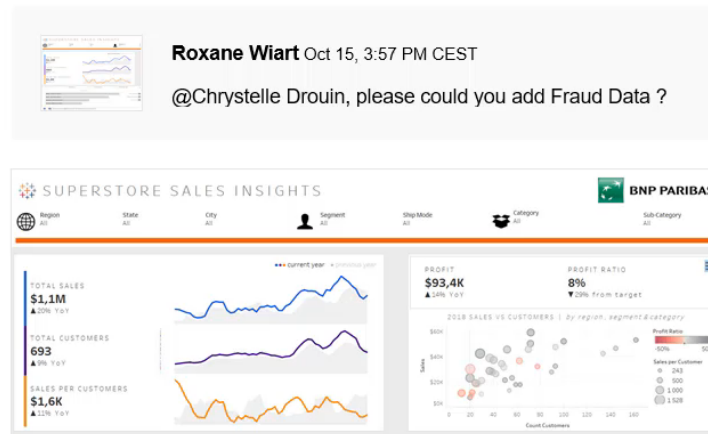 Roxane Wiart Oct 15, 3:57 PM CEST
@Chrystelle Drouin, please could you add Fraud Data ?
SUPERSTORE SALES INSIGHTS
BNP PARIBAS
Region
All
State
All
City
All
Segment
All
Ship Mode
All
Category
All
Sub-Category
All
current year
previous year
TOTAL SALES
$1,1M
▲20% YoY
TOTAL CUSTOMERS
693
▲9% YoY
SALES PER CUSTOMERS
$1,6K
▲11% YoY
PROFIT
$93,4K
▲14% YoY
PROFIT RATIO
8%
▼29% from target
2018 SALES VS CUSTOMERS | by region, segment & category
Sales
$60K
$40K
$20K
$0K
0 20 40 60 80 100 120 140 160
Count Customers
Profit Ratio
-50% 50
Sales per Customer
243
500
1 000
1 528